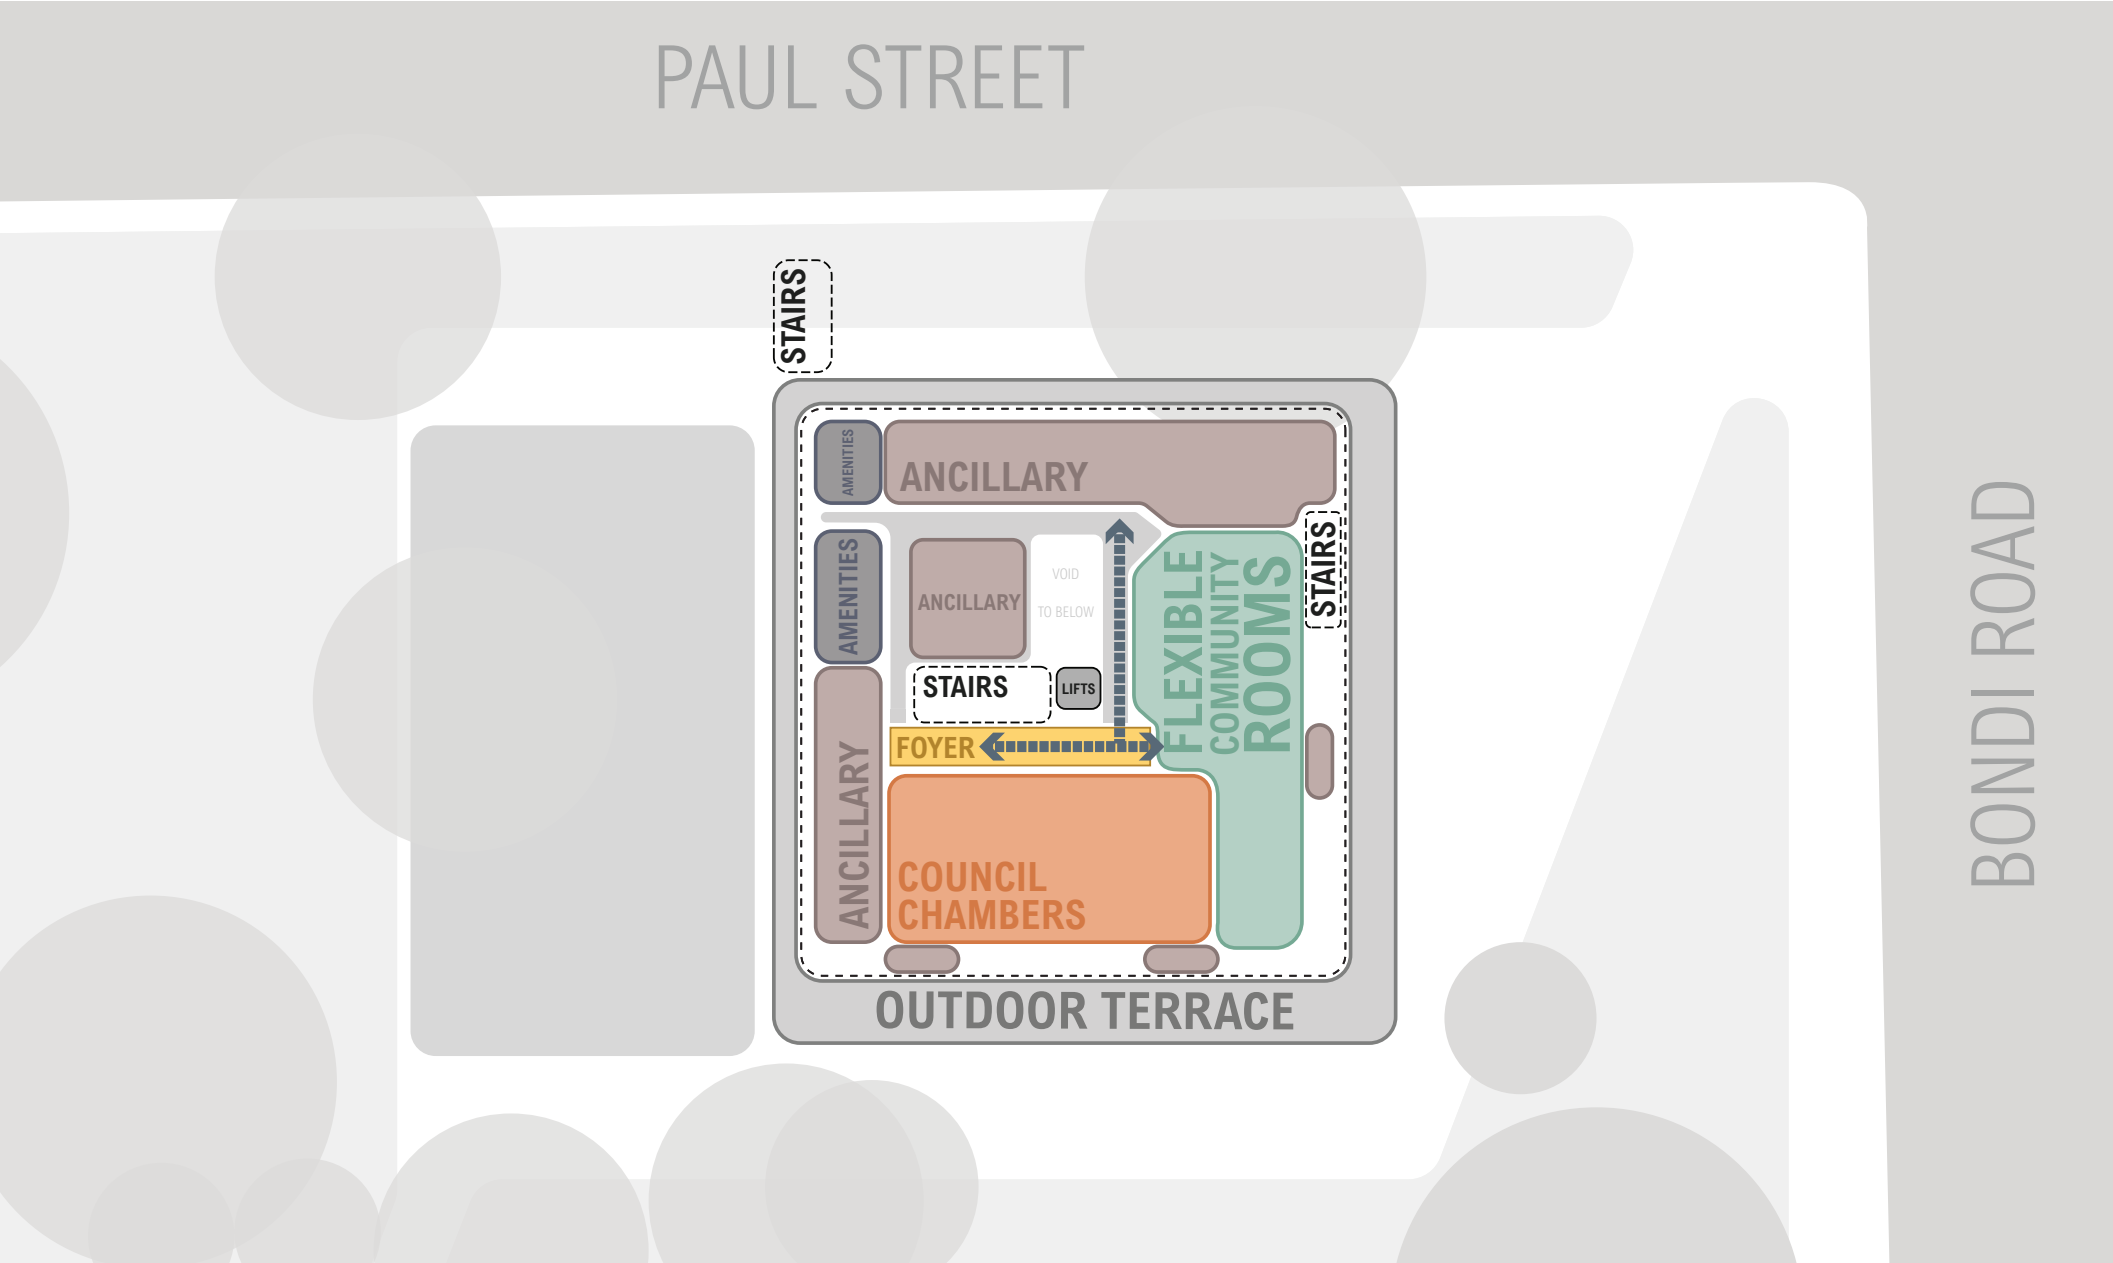 PAUL STREET
STAIRS
AMENITIES
ANCILLARY
STAIRS
AMENITIES
ANCILLARY
VOID
TO BELOW
FLEXIBLE
COMMUNITY
ROOMS
STAIRS
LIFTS
FOYER
ANCILLARY
COUNCIL
CHAMBERS
OUTDOOR TERRACE
BONDI ROAD